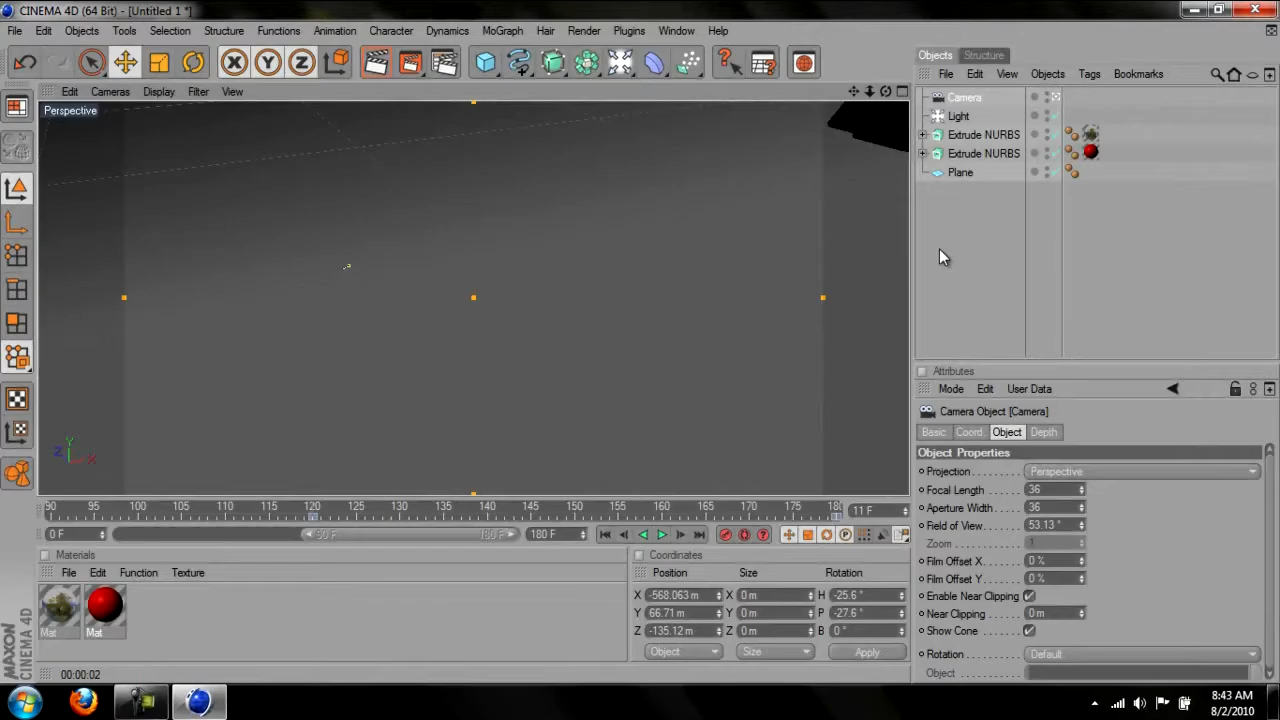 CINEMA 4D (64 Bit) - [Untitled 1 *]
File Edit Objects Tools Selection Structure Functions Animation Character Dynamics MoGraph Hair Render Plugins Window Help
Objects Structure
File Edit View Objects Tags Bookmarks
Edit Cameras Display Filter View
Perspective
Camera
Light
Extrude NURBS
Extrude NURBS
Plane
Attributes
Mode Edit User Data
Camera Object [Camera]
Basic Coord Object Depth
Object Properties
Projection Perspective
Focal Length 36
Aperture Width 36
Field of View 53.13 °
Zoom 1
Film Offset X 0 %
Film Offset Y 0 %
Enable Near Clipping
Near Clipping 0 m
Show Cone
Rotation Default
Object
Y
Z X
90 95 100 105 110 115 120 125 130 135 140 145 150 155 160 165 170 175 180
11 F
0 F 180 F
Materials
File Edit Function Texture
Mat Mat
Coordinates
Position Size Rotation
X -568.063 m X 0 m H -25.6 °
Y 66.71 m Y 0 m P -27.6 °
Z -135.12 m Z 0 m B 0 °
Object Size Apply
MAXON
CINEMA 4D
00:00:02
8:43 AM
8/2/2010